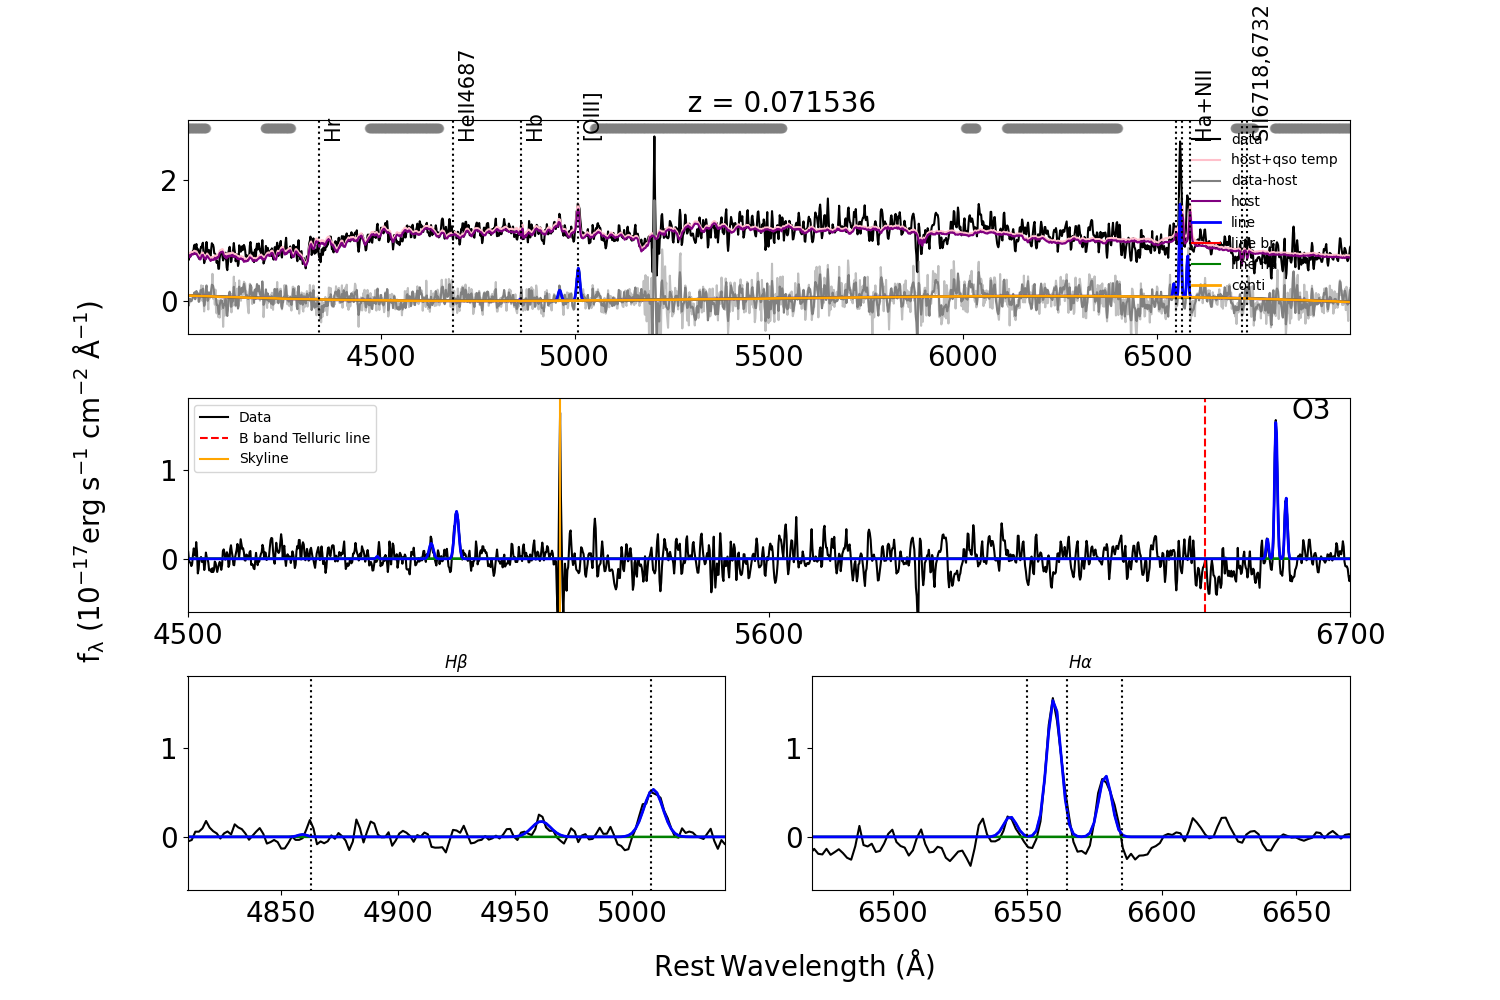 z = 0.071536
Hr
HeII4687
Hb
[OIII]
Ha+NII
SII6718,6732
data
host+qso temp
data-host
host
line
line br
conti
2
0
4500 5000 5500 6000 6500
Data
B band Telluric line
Skyline
O3
1
0
4500 5600 6700
fλ (10−17erg s−1 cm−2 Å−1)
Hβ
1
0
4850 4900 4950 5000
Hα
1
0
6500 6550 6600 6650
Rest Wavelength (Å)